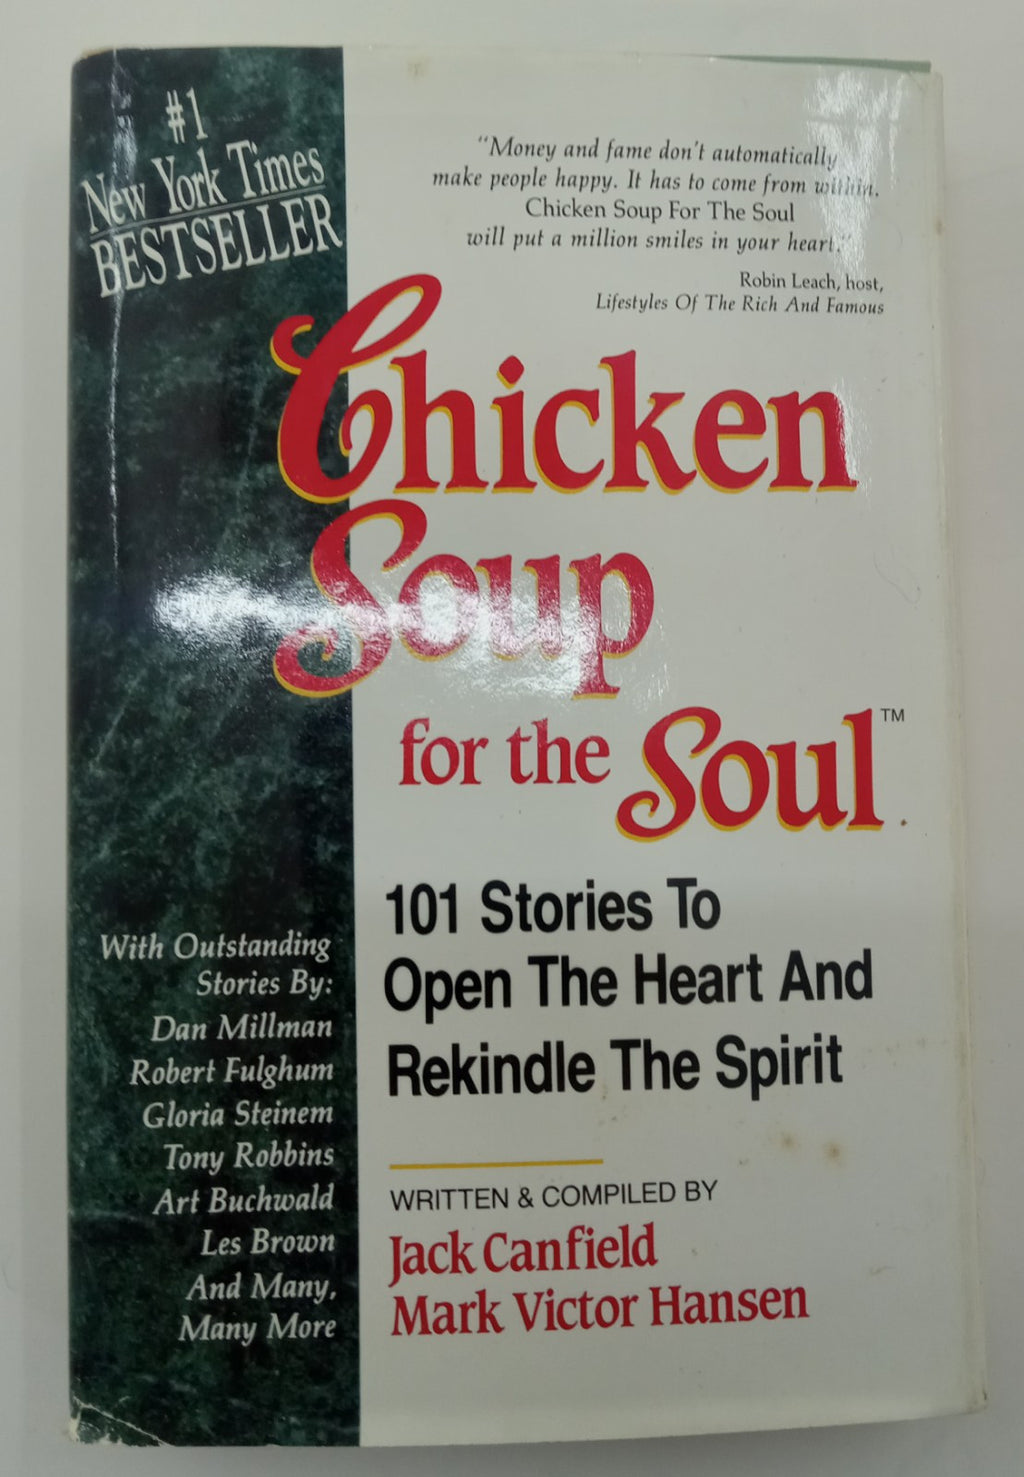 #1
New York Times
BESTSELLER
"Money and fame don't automatically
make people happy. It has to come from within.
Chicken Soup For The Soul
will put a million smiles in your heart."
Robin Leach, host,
Lifestyles Of The Rich And Famous
Chicken
Soup
for the Soul™
101 Stories To
Open The Heart And
Rekindle The Spirit
With Outstanding
Stories By:
Dan Millman
Robert Fulghum
Gloria Steinem
Tony Robbins
Art Buchwald
Les Brown
And Many,
Many More
WRITTEN & COMPILED BY
Jack Canfield
Mark Victor Hansen